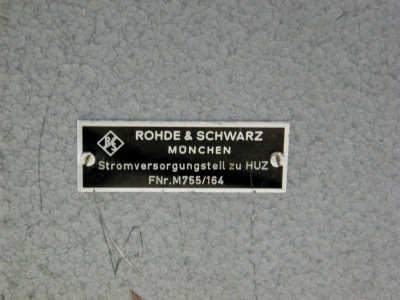 R&S
ROHDE & SCHWARZ
MÜNCHEN
Stromversorgungsteil zu HUZ
FNr. M755/164